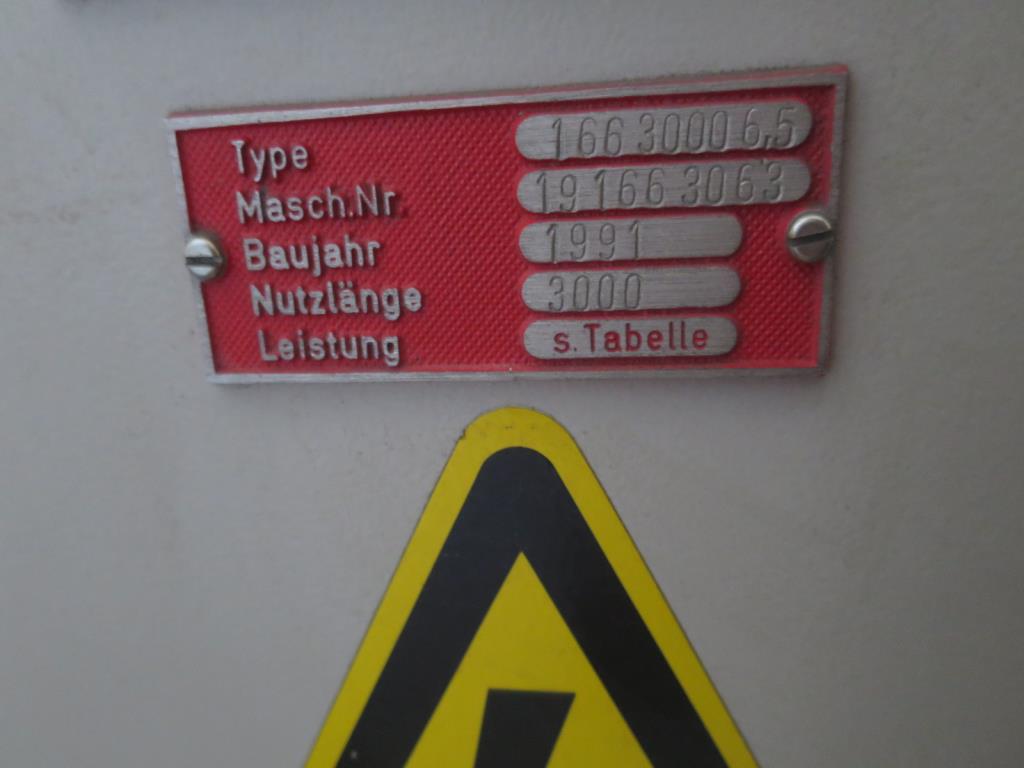 Type 166 3000 6,5
Masch.Nr. 19 166 3063
Baujahr 1991
Nutzlänge 3000
Leistung s. Tabelle